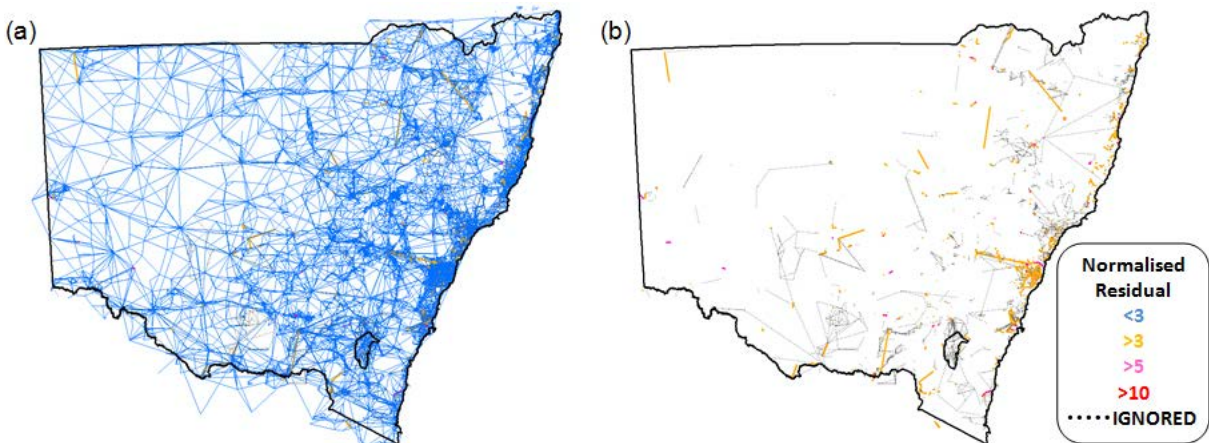 (a)
(b)
Normalised
Residual
<3
>3
>5
>10
•••••IGNORED